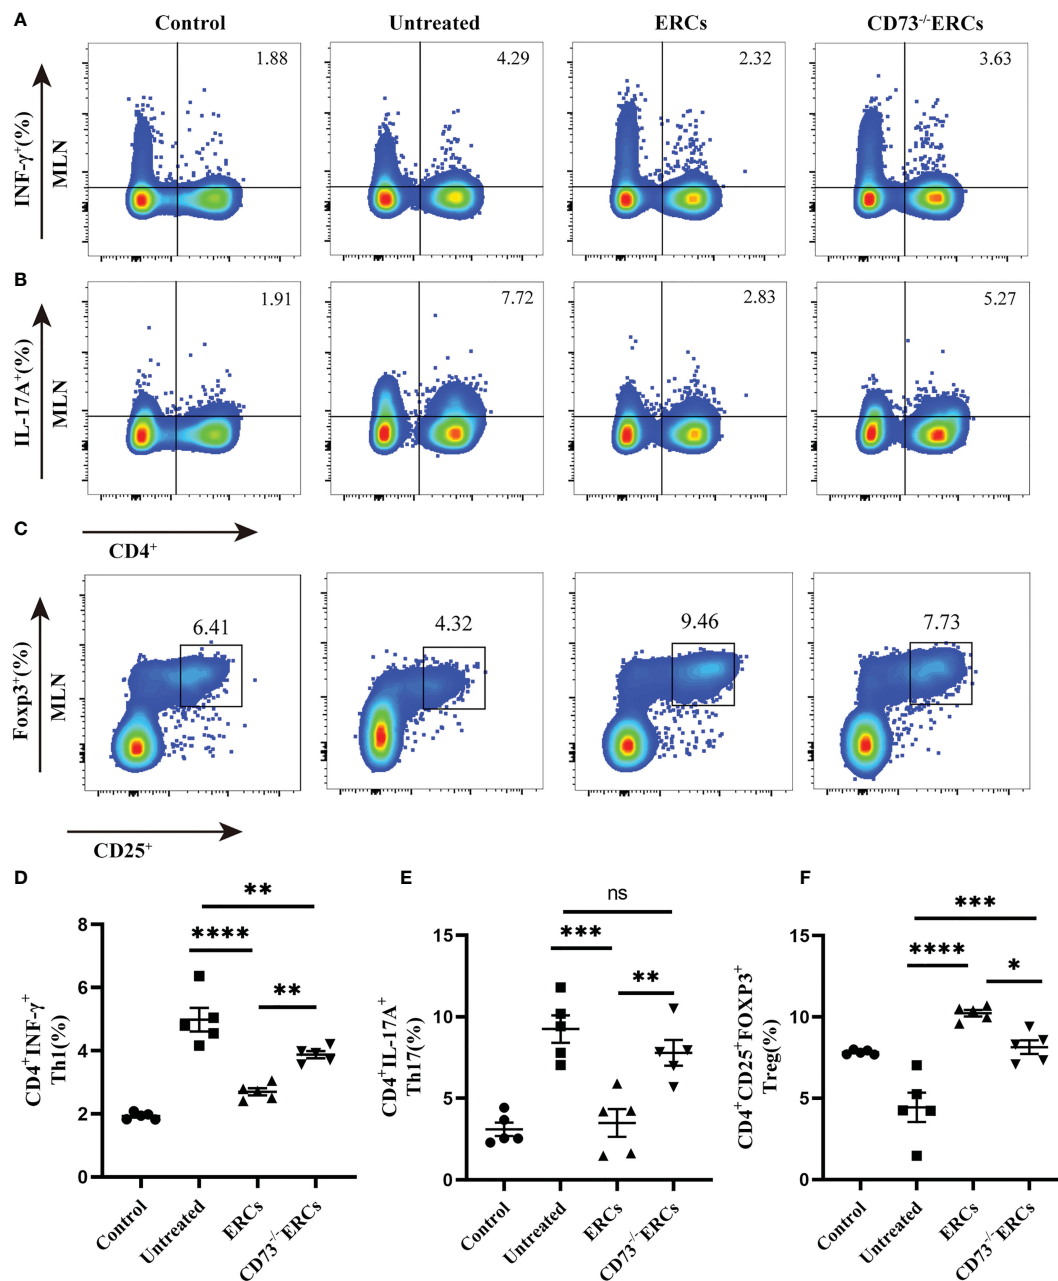 A
Control
Untreated
ERCs
CD73⁻/⁻ERCs
INF-γ⁺(%)
MLN
1.88
4.29
2.32
3.63
B
IL-17A⁺(%)
MLN
1.91
7.72
2.83
5.27
C
CD4⁺
Foxp3⁺(%)
MLN
6.41
4.32
9.46
7.73
CD25⁺
D
CD4⁺INF-γ⁺
Th1(%)
8
6
4
2
0
**
****
**
Control
Untreated
ERCs
CD73⁻/⁻ERCs
E
CD4⁺IL-17A⁺
Th17(%)
15
10
5
0
ns
***
**
Control
Untreated
ERCs
CD73⁻/⁻ERCs
F
CD4⁺CD25⁺FOXP3⁺
Treg(%)
15
10
5
0
***
****
*
Control
Untreated
ERCs
CD73⁻/⁻ERCs